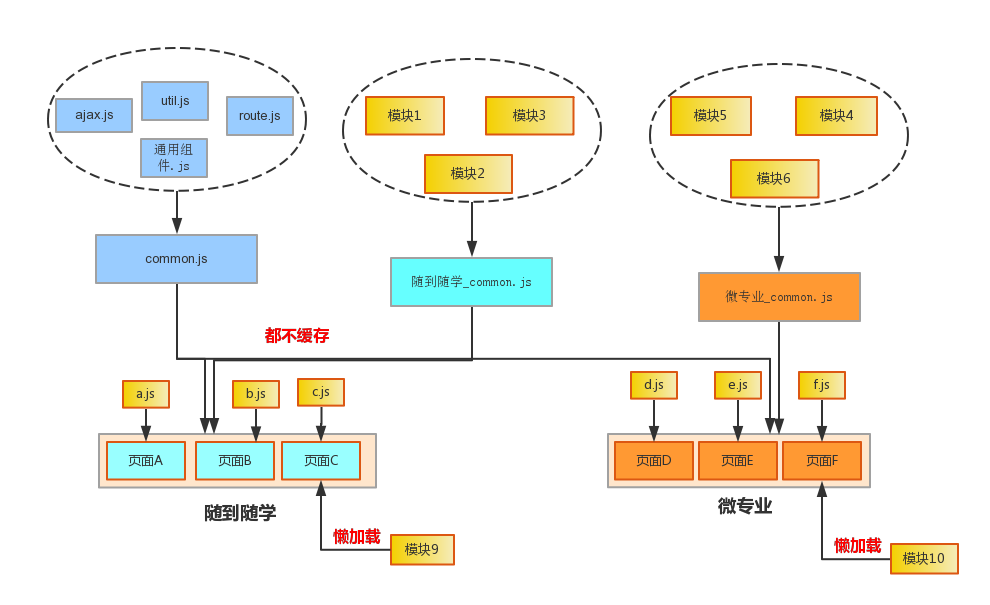 ajax.js
util.js
route.js
通用组
件.js
模块1
模块3
模块2
模块5
模块4
模块6
common.js
随到随学_common.js
微专业_common.js
都不缓存
a.js
b.js
c.js
d.js
e.js
f.js
页面A
页面B
页面C
页面D
页面E
页面F
随到随学
微专业
懒加载
模块9
懒加载
模块10